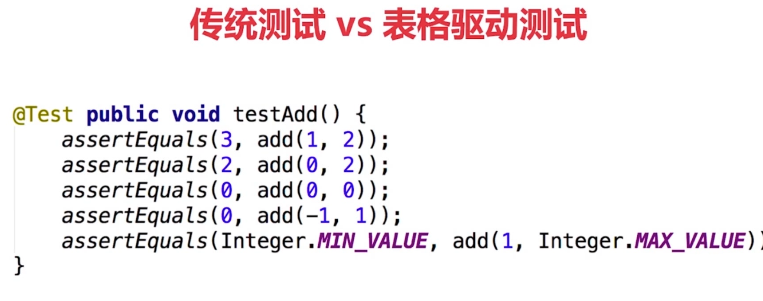 传统测试 vs 表格驱动测试
@Test public void testAdd() {
assertEquals(3, add(1, 2));
assertEquals(2, add(0, 2));
assertEquals(0, add(0, 0));
assertEquals(0, add(-1, 1));
assertEquals(Integer.MIN_VALUE, add(1, Integer.MAX_VALUE))
}